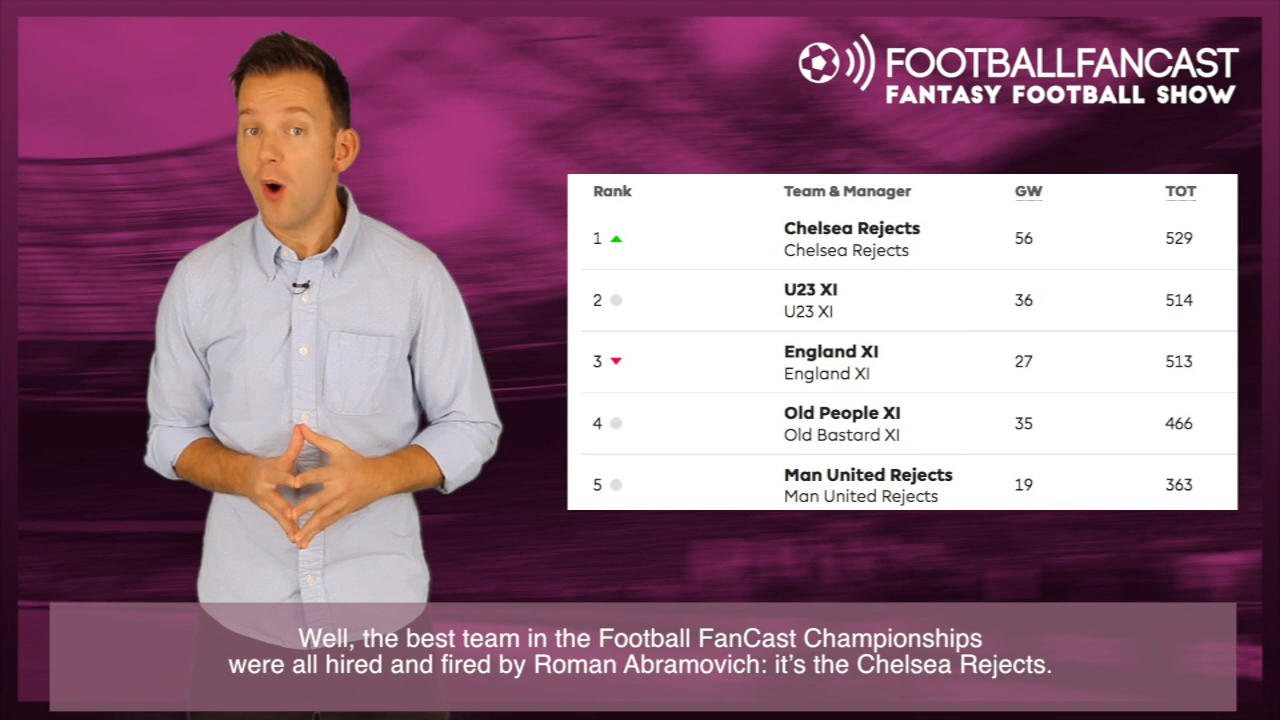 FOOTBALLFANCAST
FANTASY FOOTBALL SHOW
Rank Team & Manager GW TOT
1 Chelsea Rejects 56 529
Chelsea Rejects
2 U23 XI 36 514
U23 XI
3 England XI 27 513
England XI
4 Old People XI 35 466
Old Bastard XI
5 Man United Rejects 19 363
Man United Rejects
Well, the best team in the Football FanCast Championships
were all hired and fired by Roman Abramovich: it's the Chelsea Rejects.